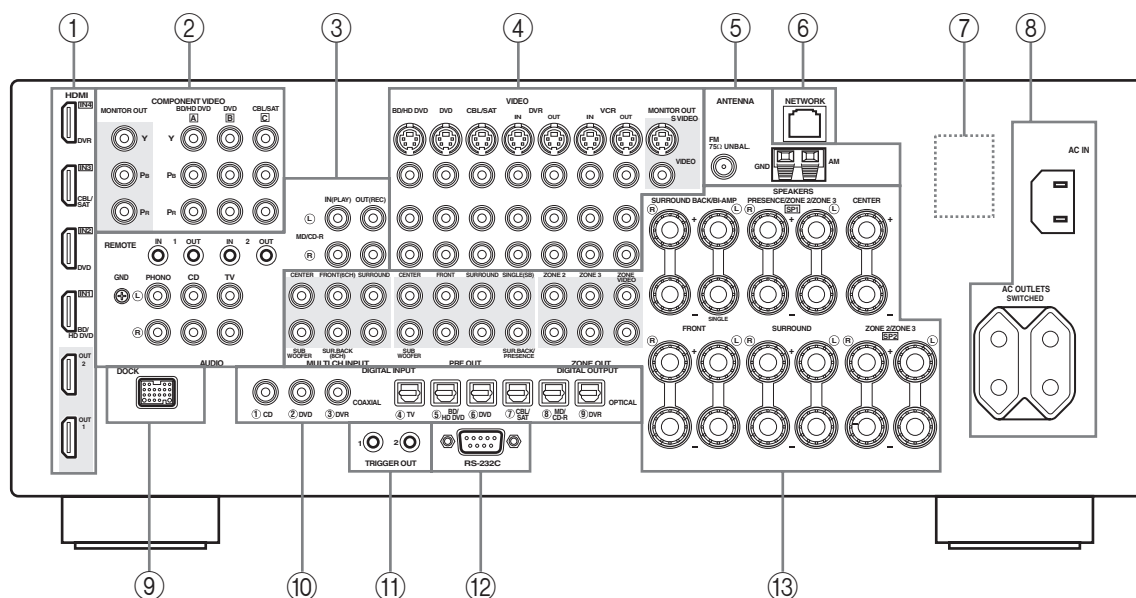 ① ② ③ ④ ⑤ ⑥ ⑦ ⑧
HDMI
IN4
DVR
IN3
CBL/
SAT
IN2
DVD
IN1
BD/
HD DVD
OUT
2
OUT
1
COMPONENT VIDEO
MONITOR OUT
BD/HD DVD
A
DVD
B
CBL/SAT
C
Y Y
PB PB
PR PR
REMOTE IN 1 OUT IN 2 OUT
GND PHONO CD TV
L
R
AUDIO
IN(PLAY) OUT(REC)
L
MD/CD-R
R
VIDEO
BD/HD DVD DVD CBL/SAT
DVR
IN OUT
VCR
IN OUT
MONITOR OUT
S VIDEO
VIDEO
CENTER FRONT(6CH) SURROUND
SUB
WOOFER
SUR.BACK
(8CH)
MULTI CH INPUT
CENTER FRONT SURROUND SINGLE(SB)
SUB
WOOFER
SUR.BACK/
PRESENCE
PRE OUT
ZONE 2 ZONE 3 ZONE
VIDEO
ZONE OUT
ANTENNA
FM
75Ω UNBAL.
NETWORK
GND AM
SPEAKERS
SURROUND BACK/BI-AMP
R L
+
–
SINGLE
PRESENCE/ZONE 2/ZONE 3
SP1
R L
+
–
CENTER
+
–
FRONT
R L
+
–
SURROUND
R L
+
–
ZONE 2/ZONE 3
SP2
R L
+
–
AC IN
AC OUTLETS
SWITCHED
DOCK
DIGITAL INPUT
DIGITAL OUTPUT
① CD ② DVD ③ DVR
COAXIAL
④ TV ⑤ BD/
HD DVD ⑥ DVD ⑦ CBL/
SAT ⑧ MD/
CD-R ⑨ DVR
OPTICAL
1 2
TRIGGER OUT
RS-232C
⑨ ⑩ ⑪ ⑫ ⑬